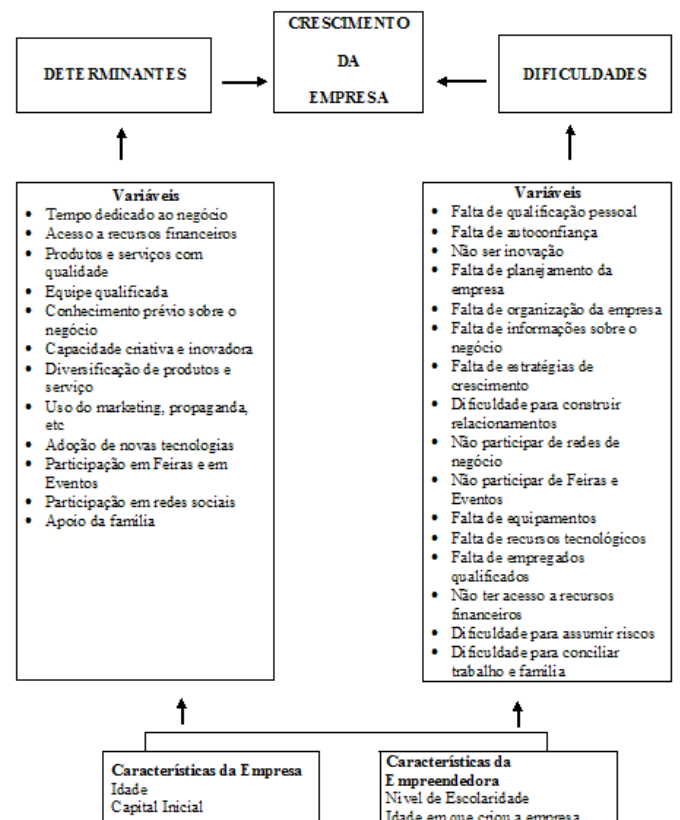 CRESCIMENTO
DA
EMPRESA
DETERMINANTES
DIFICULDADES
Variáveis
• Tempo dedicado ao negócio
• Acesso a recursos financeiros
• Produtos e serviços com
qualidade
• Equipe qualificada
• Conhecimento prévio sobre o
negócio
• Capacidade criativa e inovadora
• Diversificação de produtos e
serviço
• Uso do marketing, propaganda,
etc
• Adoção de novas tecnologias
• Participação em Feiras e em
Eventos
• Participação em redes sociais
• Apoio da família
Variáveis
• Falta de qualificação pessoal
• Falta de autoconfiança
• Não ser inovação
• Falta de planejamento da
empresa
• Falta de organização da empresa
• Falta de informações sobre o
negócio
• Falta de estratégias de
crescimento
• Dificuldade para construir
relacionamentos
• Não participar de redes de
negócio
• Não participar de Feiras e
Eventos
• Falta de equipamentos
• Falta de recursos tecnológicos
• Falta de empregados
qualificados
• Não ter acesso a recursos
financeiros
• Dificuldade para assumir riscos
• Dificuldade para conciliar
trabalho e família
Características da Empresa
Idade
Capital Inicial
Características da
Empreendedora
Nivel de Escolaridade
Idade em que criou a empresa